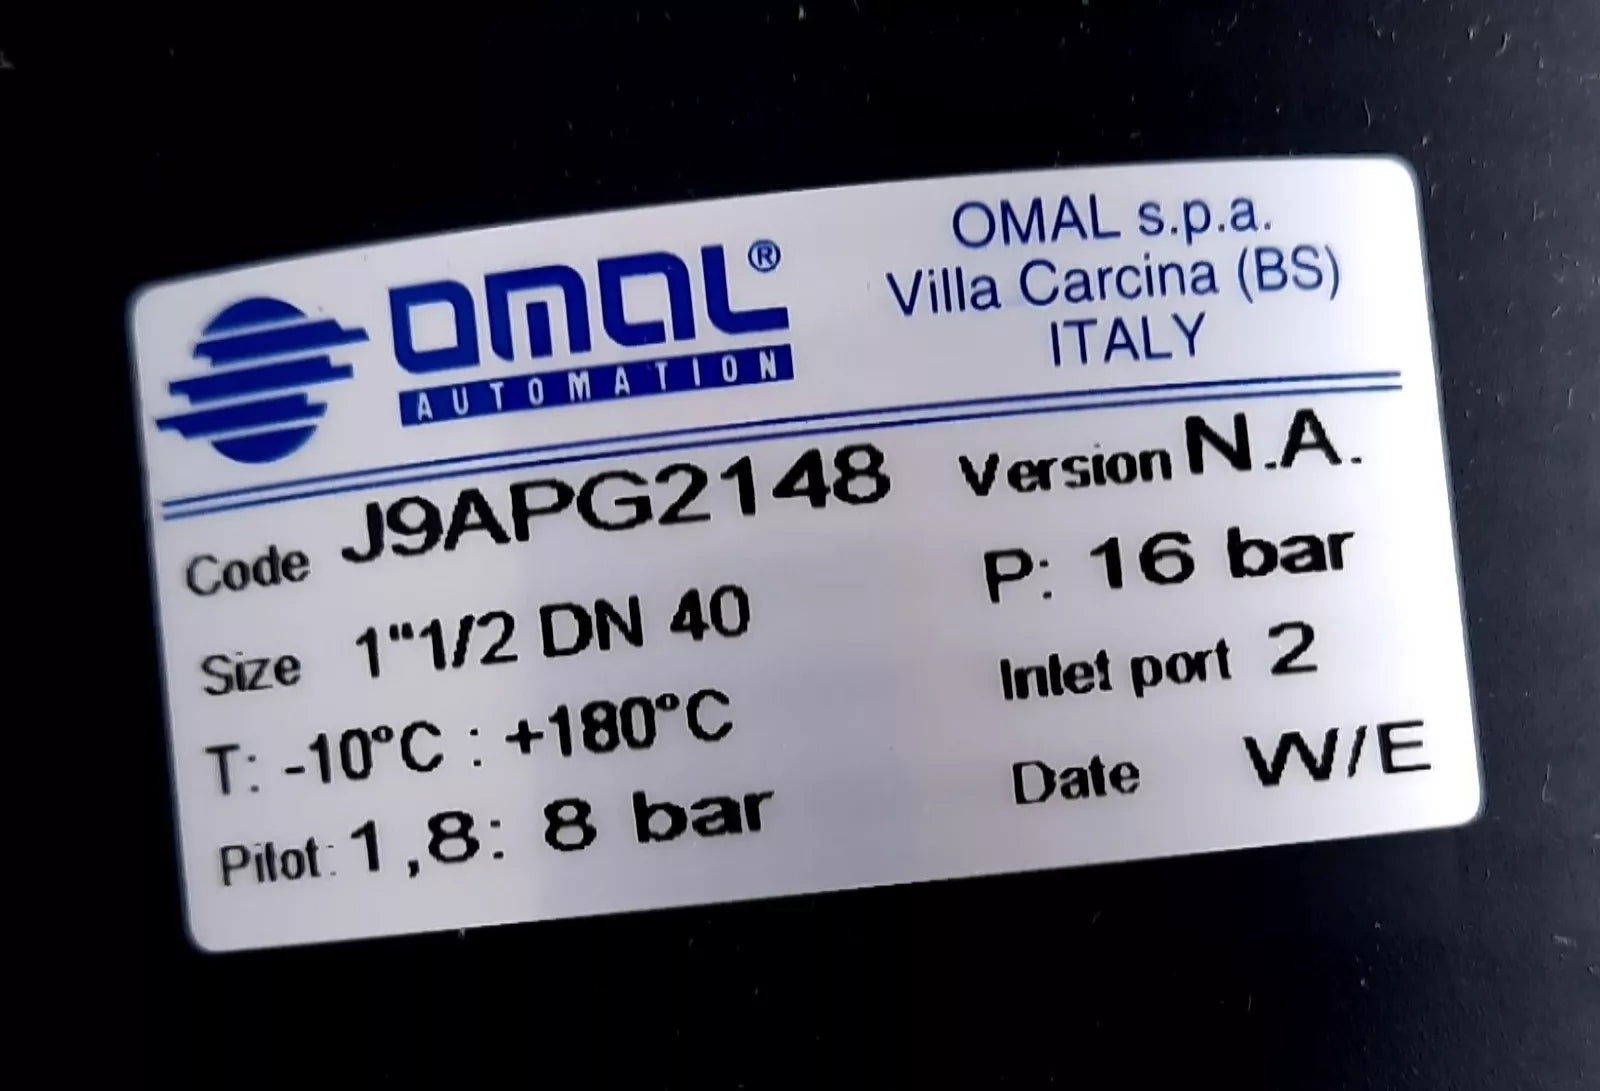 OMAL®
AUTOMATION
OMAL s.p.a.
Villa Carcina (BS)
ITALY
Code J9APG2148 Version N.A.
Size 1"1/2 DN 40 P: 16 bar
T: -10°C : +180°C Inlet port 2
Pilot: 1,8: 8 bar Date W/E